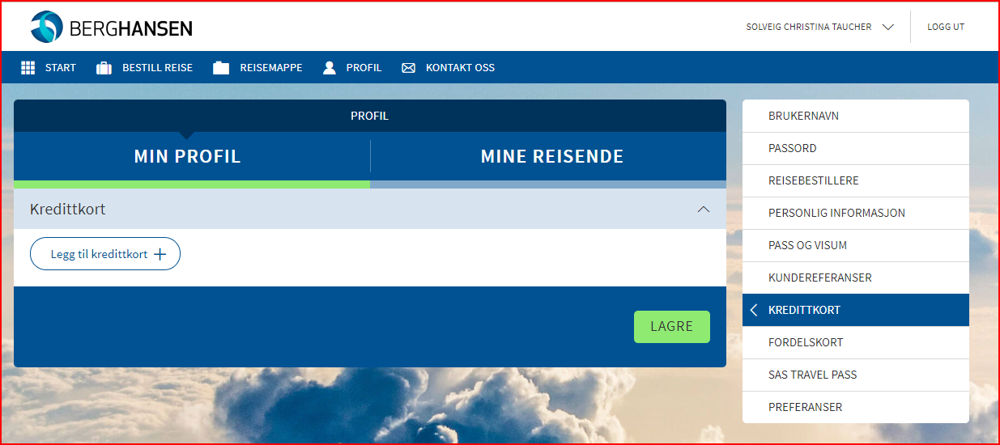 BERGHANSEN
SOLVEIG CHRISTINA TAUCHER
LOGG UT
START
BESTILL REISE
REISEMAPPE
PROFIL
KONTAKT OSS
PROFIL
MIN PROFIL
MINE REISENDE
Kredittkort
Legg til kredittkort
LAGRE
BRUKERNAVN
PASSORD
REISEBESTILLERE
PERSONLIG INFORMASJON
PASS OG VISUM
KUNDEREFERANSER
KREDITTKORT
FORDELSKORT
SAS TRAVEL PASS
PREFERANSER